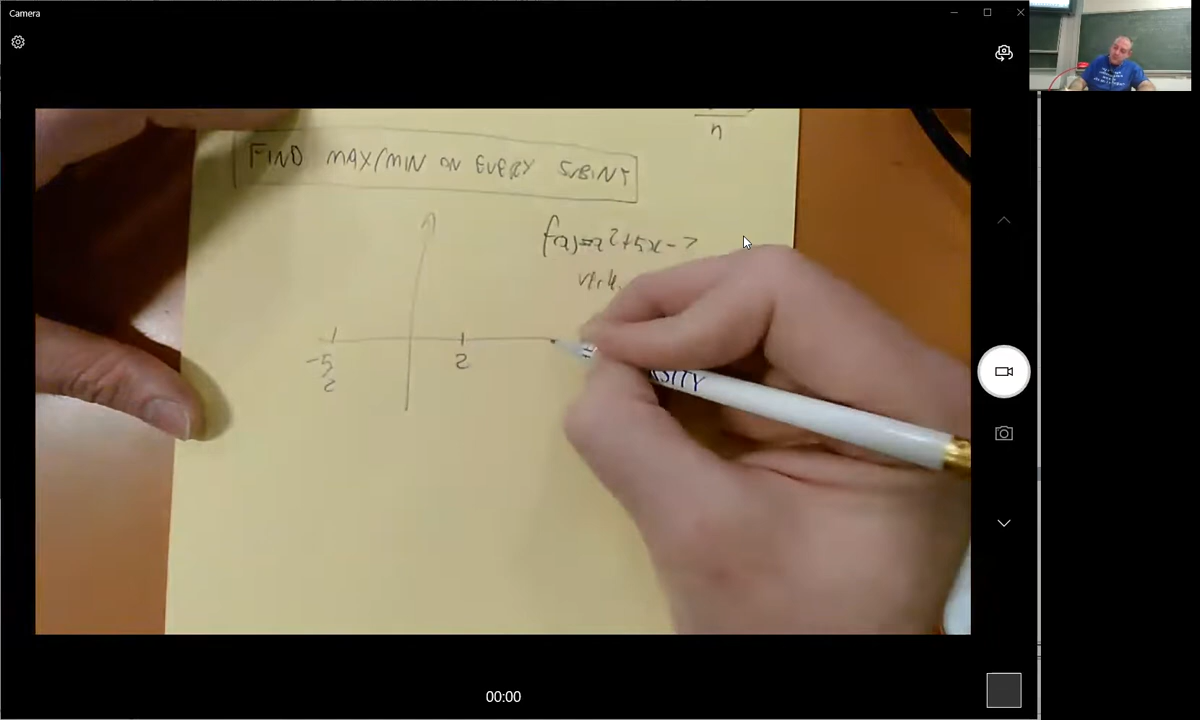 Camera
n
FIND MAX/MIN ON EVERY SUBINT
f(x)=x²+5x-7
-5
2
2
00:00